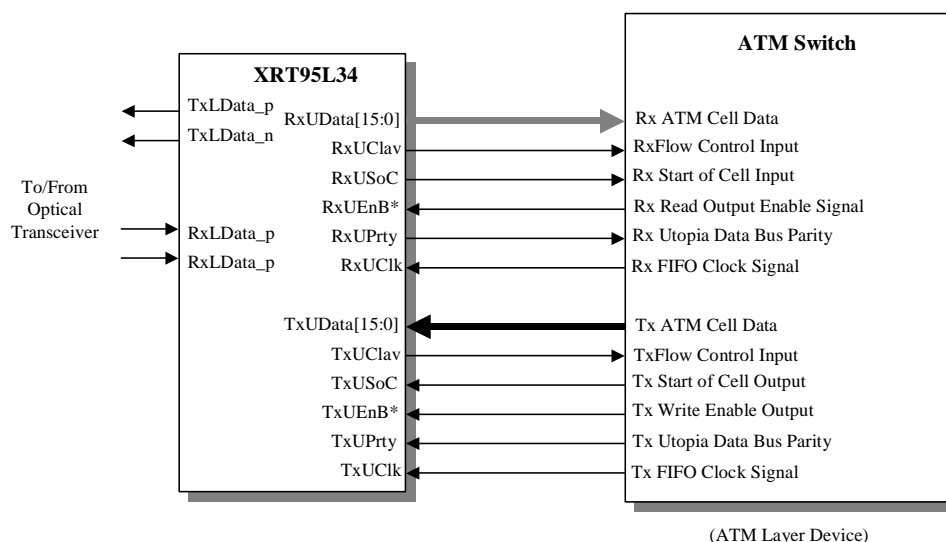 ATM Switch
XRT95L34
TxLData_p
TxLData_n
To/From
Optical
Transceiver
RxLData_p
RxLData_p
RxUData[15:0]
RxUClav
RxUSoC
RxUEnB*
RxUPrty
RxUClk
TxUData[15:0]
TxUClav
TxUSoC
TxUEnB*
TxUPrty
TxUClk
Rx ATM Cell Data
RxFlow Control Input
Rx Start of Cell Input
Rx Read Output Enable Signal
Rx Utopia Data Bus Parity
Rx FIFO Clock Signal
Tx ATM Cell Data
TxFlow Control Input
Tx Start of Cell Output
Tx Write Enable Output
Tx Utopia Data Bus Parity
Tx FIFO Clock Signal
(ATM Layer Device)